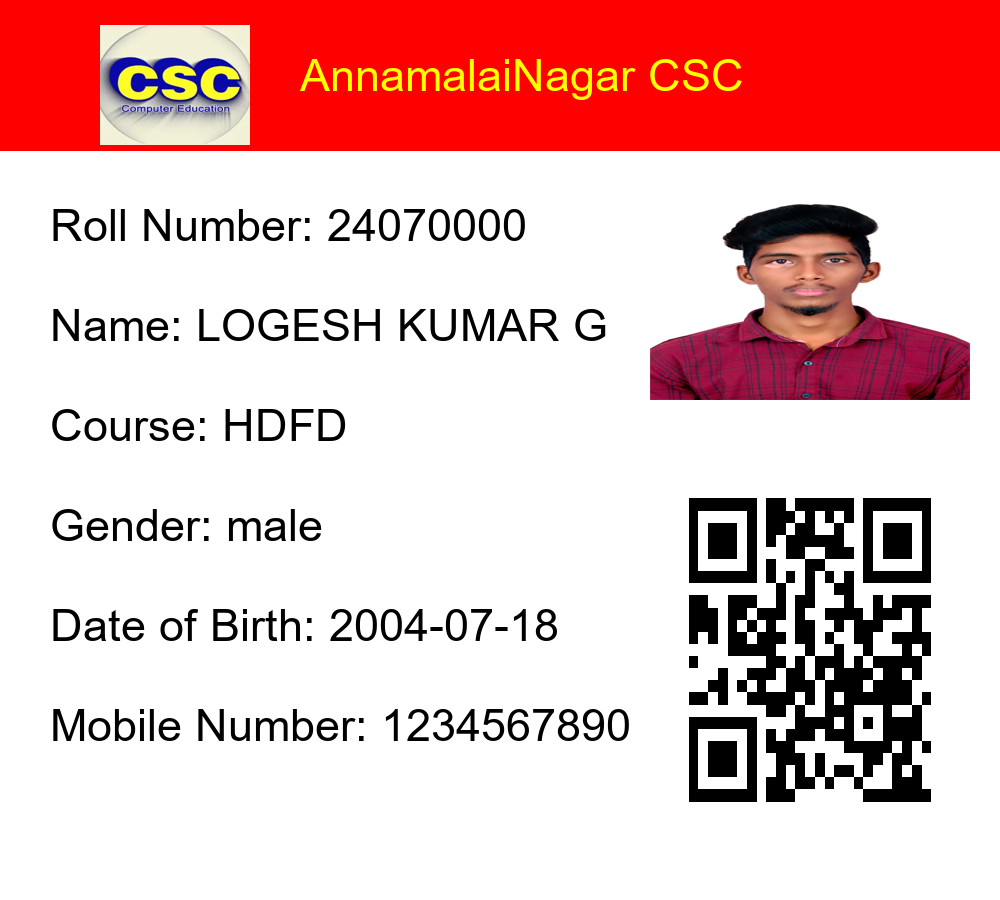 CSC
Computer Education
AnnamalaiNagar CSC
Roll Number: 24070000
Name: LOGESH KUMAR G
Course: HDFD
Gender: male
Date of Birth: 2004-07-18
Mobile Number: 1234567890